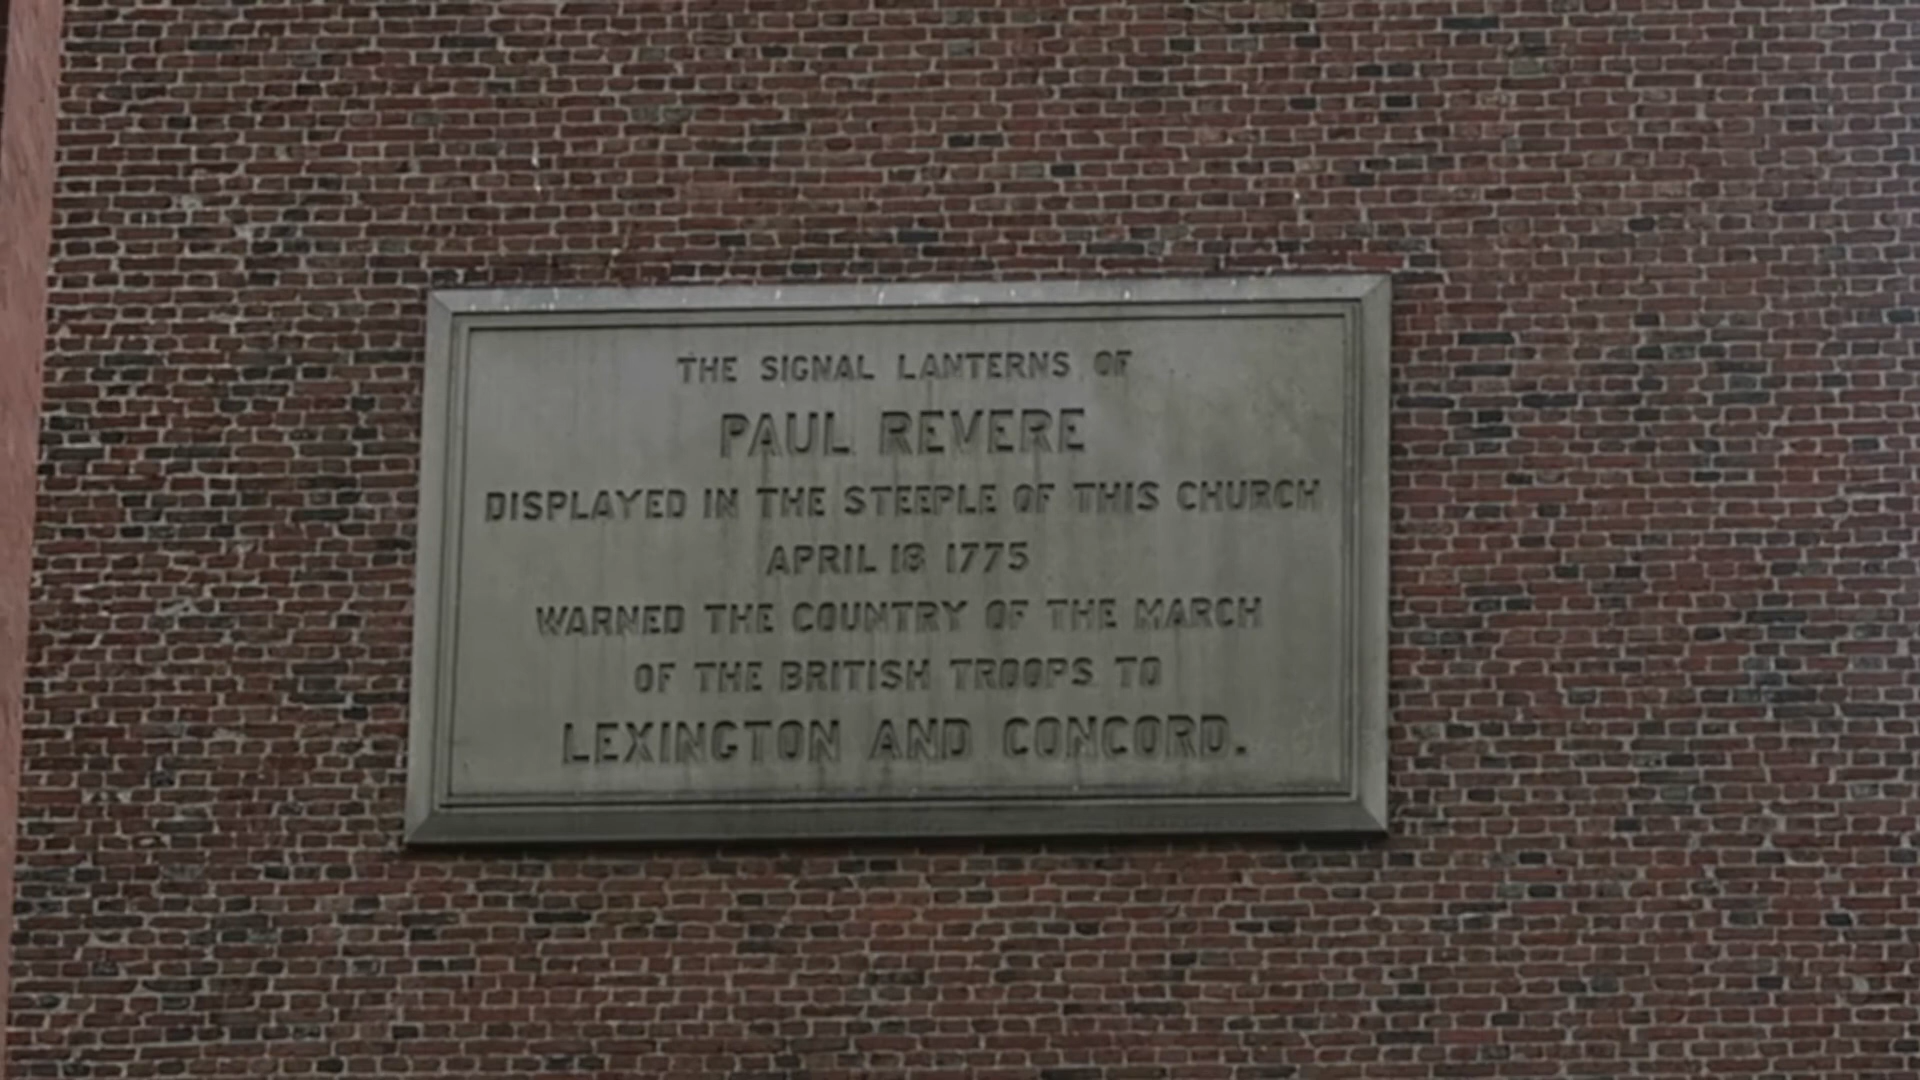 THE SIGNAL LANTERNS OF
PAUL REVERE
DISPLAYED IN THE STEEPLE OF THIS CHURCH
APRIL 18 1775
WARNED THE COUNTRY OF THE MARCH
OF THE BRITISH TROOPS TO
LEXINGTON AND CONCORD.